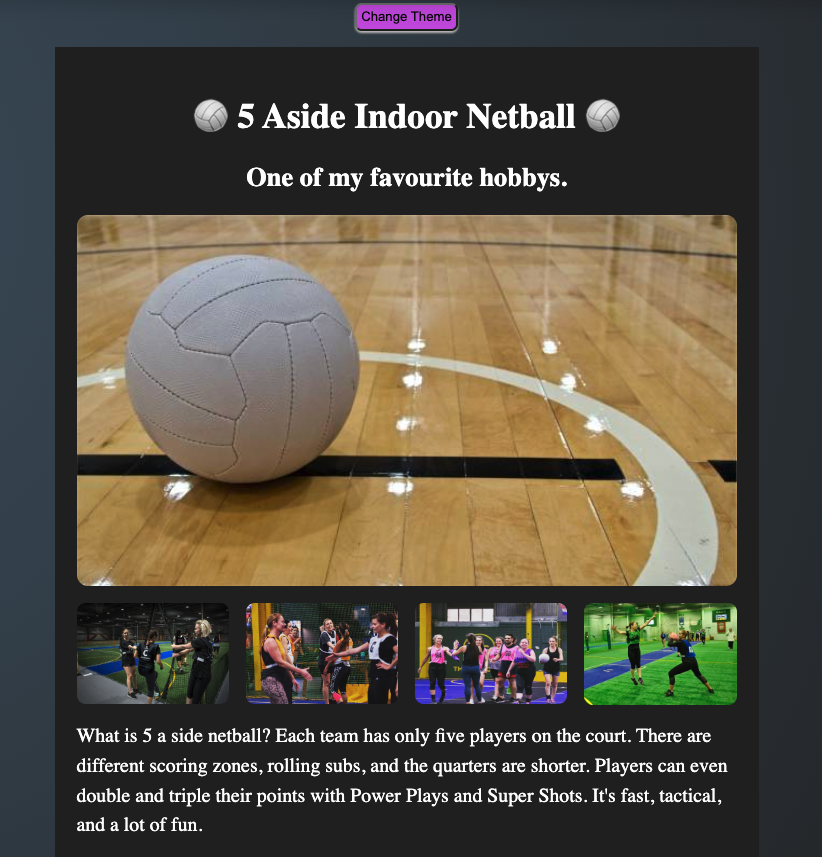 Change Theme
5 Aside Indoor Netball
One of my favourite hobbys.
What is 5 a side netball? Each team has only five players on the court. There are
different scoring zones, rolling subs, and the quarters are shorter. Players can even
double and triple their points with Power Plays and Super Shots. It's fast, tactical,
and a lot of fun.